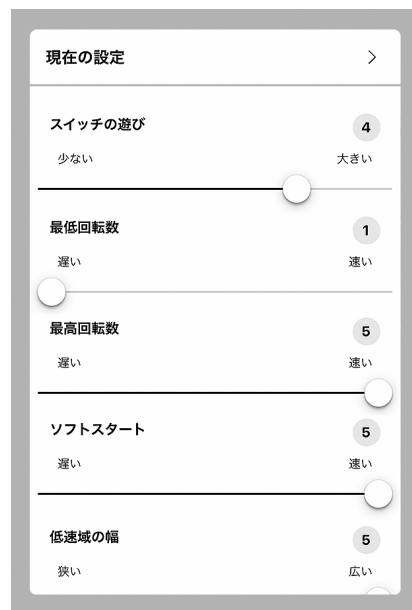 現在の設定
スイッチの遊び 4
少ない 大きい
最低回転数 1
遅い 速い
最高回転数 5
遅い 速い
ソフトスタート 5
遅い 速い
低速域の幅 5
狭い 広い